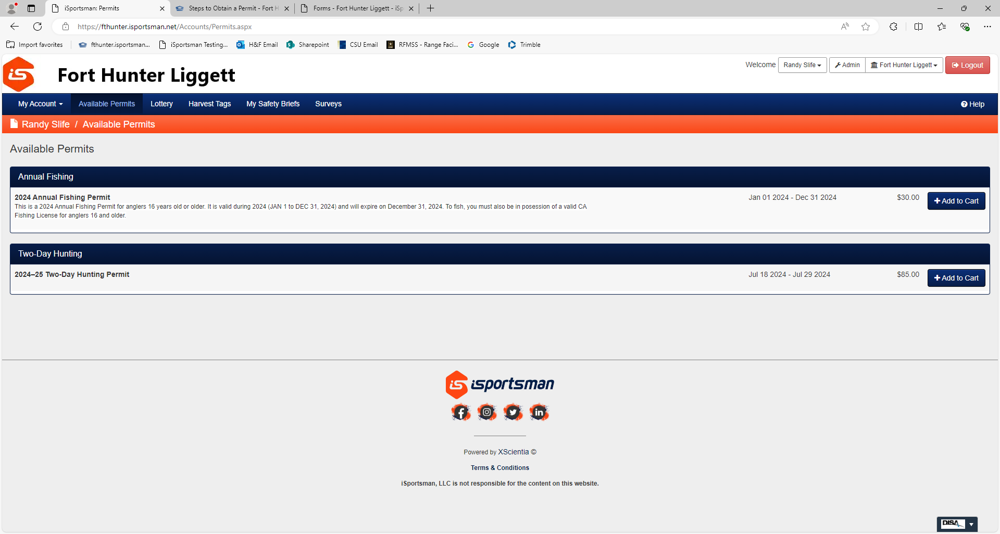 iSportsman: Permits
Steps to Obtain a Permit - Fort H
Forms - Fort Hunter Liggett - iSp
https://fthunter.isportsman.net/Accounts/Permits.aspx
Import favorites
fthunter.isportsman...
iSportsman Testing...
H&F Email
Sharepoint
CSU Email
RFMSS - Range Faci...
Google
Trimble
iS
Fort Hunter Liggett
Welcome Randy Slife Admin Fort Hunter Liggett Logout
My Account Available Permits Lottery Harvest Tags My Safety Briefs Surveys Help
Randy Slife / Available Permits
Available Permits
Annual Fishing
2024 Annual Fishing Permit Jan 01 2024 - Dec 31 2024 $30.00 Add to Cart
This is a 2024 Annual Fishing Permit for anglers 16 years old or older. It is valid during 2024 (JAN 1 to DEC 31, 2024) and will expire on December 31, 2024. To fish, you must also be in posession of a valid CA
Fishing License for anglers 16 and older.
Two-Day Hunting
2024–25 Two-Day Hunting Permit Jul 18 2024 - Jul 29 2024 $85.00 Add to Cart
iS isportsman
Powered by XScientia ©
Terms & Conditions
iSportsman, LLC is not responsible for the content on this website.
DISA